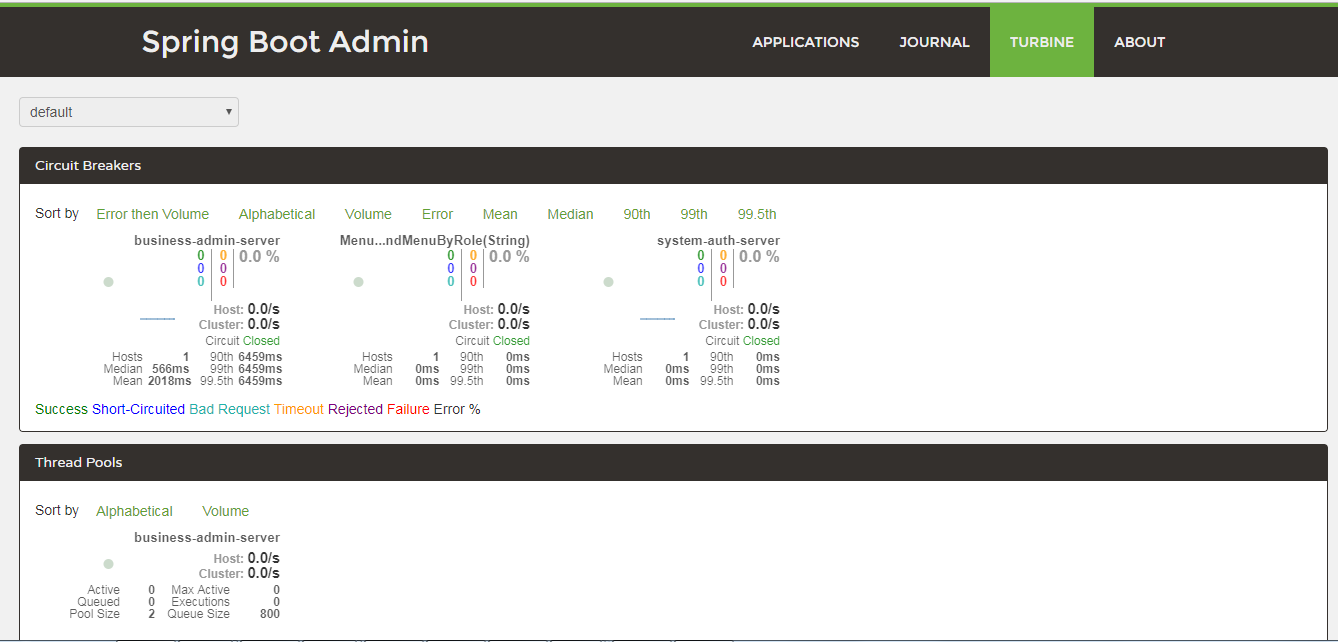 Spring Boot Admin APPLICATIONS JOURNAL TURBINE ABOUT
default
Circuit Breakers
Sort by Error then Volume Alphabetical Volume Error Mean Median 90th 99th 99.5th
business-admin-server Menu...ndMenuByRole(String) system-auth-server
0 0 0.0 % 0 0 0.0 % 0 0 0.0 %
0 0 0 0 0 0
0 0 0 0 0 0
Host: 0.0/s Host: 0.0/s Host: 0.0/s
Cluster: 0.0/s Cluster: 0.0/s Cluster: 0.0/s
Circuit Closed Circuit Closed Circuit Closed
Hosts 1 90th 6459ms Hosts 1 90th 0ms Hosts 1 90th 0ms
Median 566ms 99th 6459ms Median 0ms 99th 0ms Median 0ms 99th 0ms
Mean 2018ms 99.5th 6459ms Mean 0ms 99.5th 0ms Mean 0ms 99.5th 0ms
Success Short-Circuited Bad Request Timeout Rejected Failure Error %
Thread Pools
Sort by Alphabetical Volume
business-admin-server
Host: 0.0/s
Cluster: 0.0/s
Active 0 Max Active 0
Queued 0 Executions 0
Pool Size 2 Queue Size 800